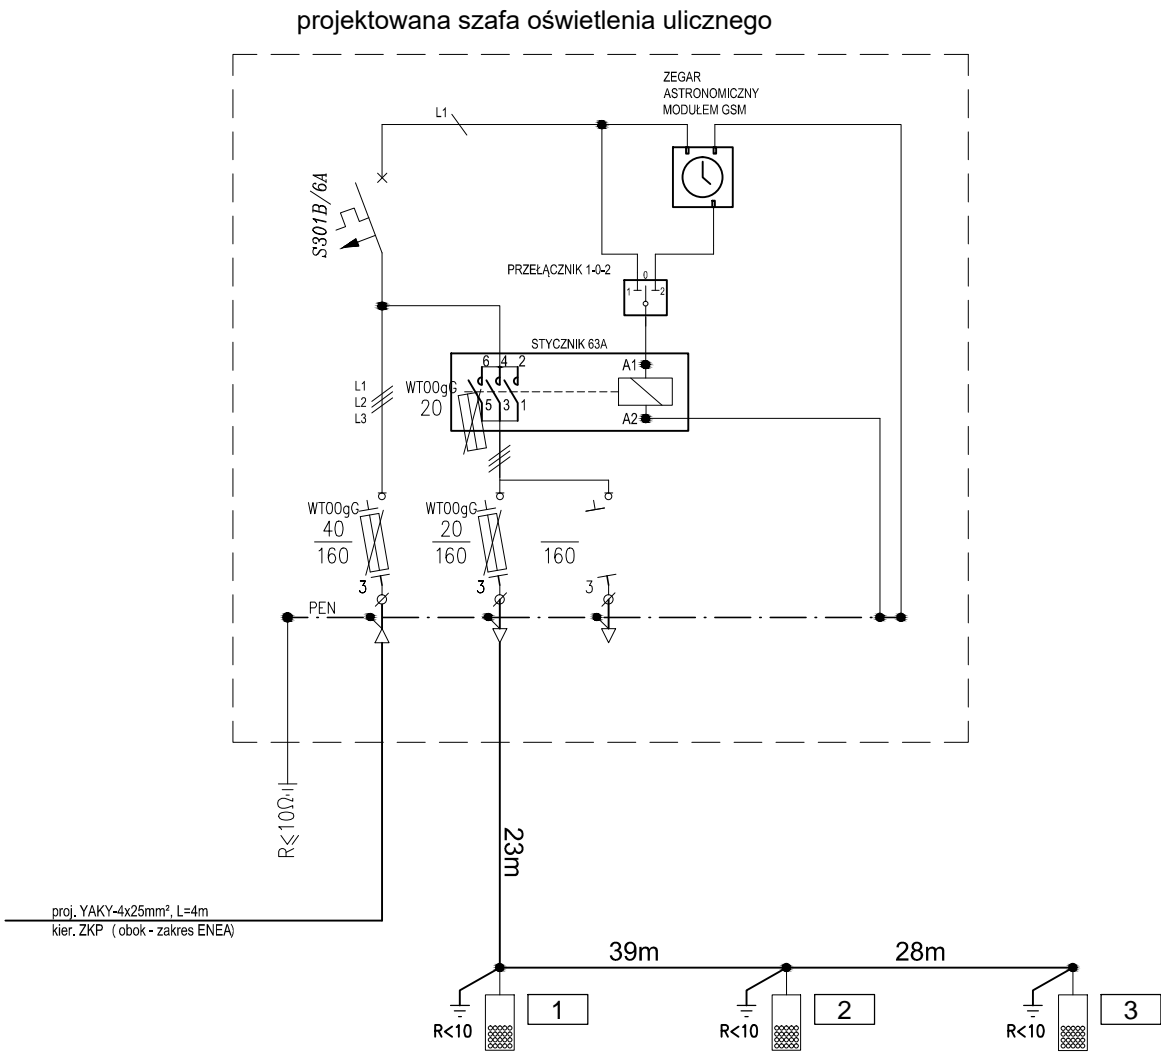 projektowana szafa oświetlenia ulicznego
ZEGAR
ASTRONOMICZNY
MODUŁEM GSM
L1
S301B/6A
PRZEŁĄCZNIK 1-0-2
0
1 2
STYCZNIK 63A
6 4 2
A1
L1
L2
L3
WT00gG
20
5 3 1
A2
WT00gG
40
160
3
WT00gG
20
160
3
160
3
PEN
R≤10Ω
23m
proj. YAKY-4x25mm², L=4m
kier. ZKP ( obok - zakres ENEA)
39m
28m
R<10
1
R<10
2
R<10
3